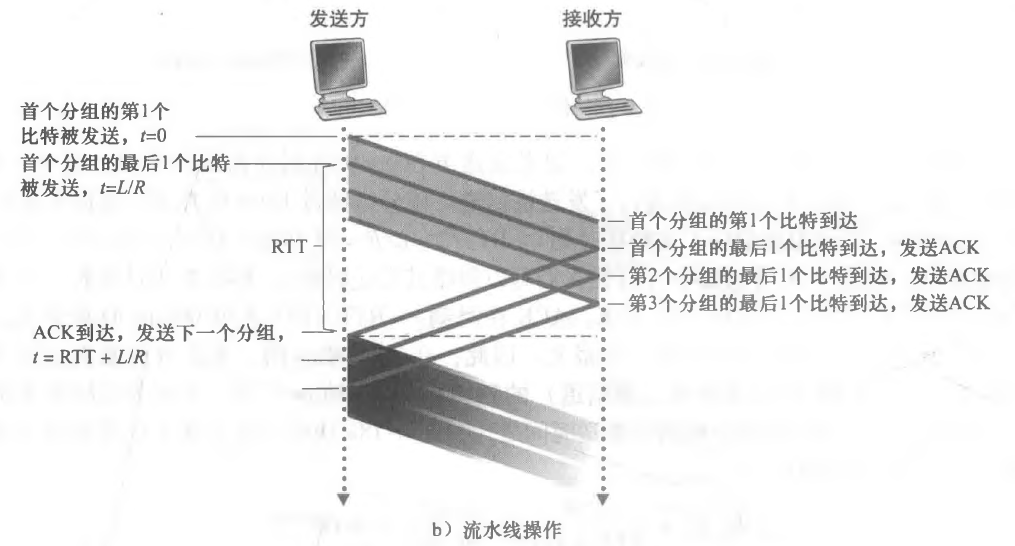 发送方
接收方
首个分组的第1个
比特被发送，t=0
首个分组的最后1个比特
被发送，t=L/R
首个分组的第1个比特到达
RTT
首个分组的最后1个比特到达，发送ACK
第2个分组的最后1个比特到达，发送ACK
第3个分组的最后1个比特到达，发送ACK
ACK到达，发送下一个分组，
t = RTT + L/R
b）流水线操作